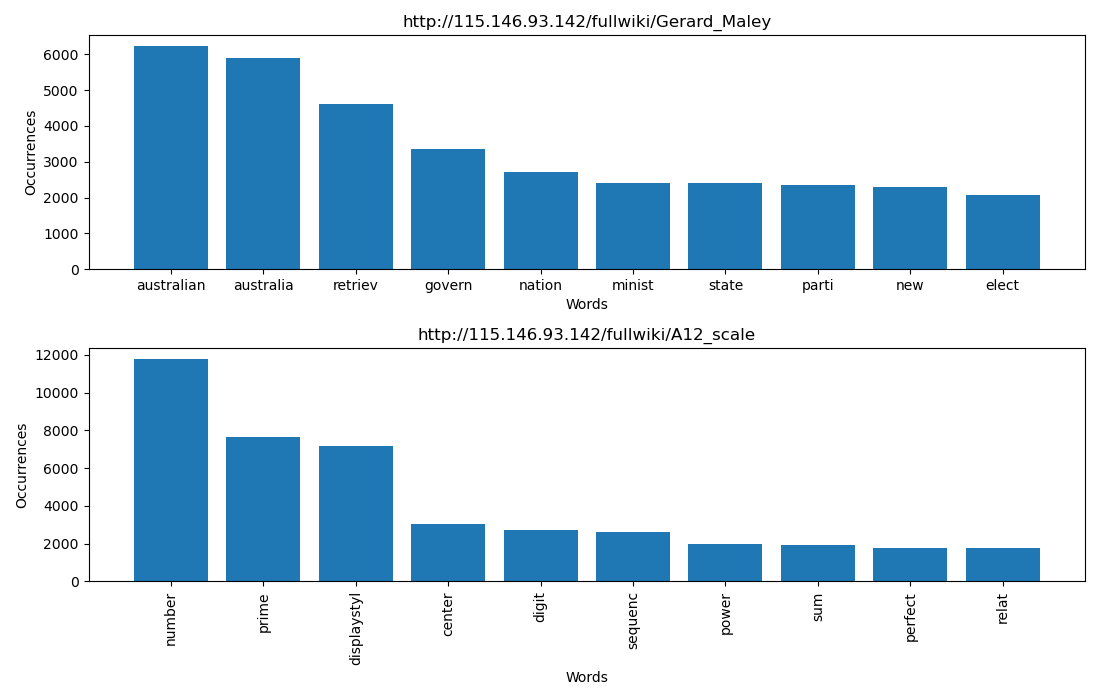 http://115.146.93.142/fullwiki/Gerard_Maley
Occurrences
6000
5000
4000
3000
2000
1000
0
australian australia retriev govern nation minist state parti new elect
Words
http://115.146.93.142/fullwiki/A12_scale
Occurrences
12000
10000
8000
6000
4000
2000
0
number prime displaystyl center digit sequenc power sum perfect relat
Words